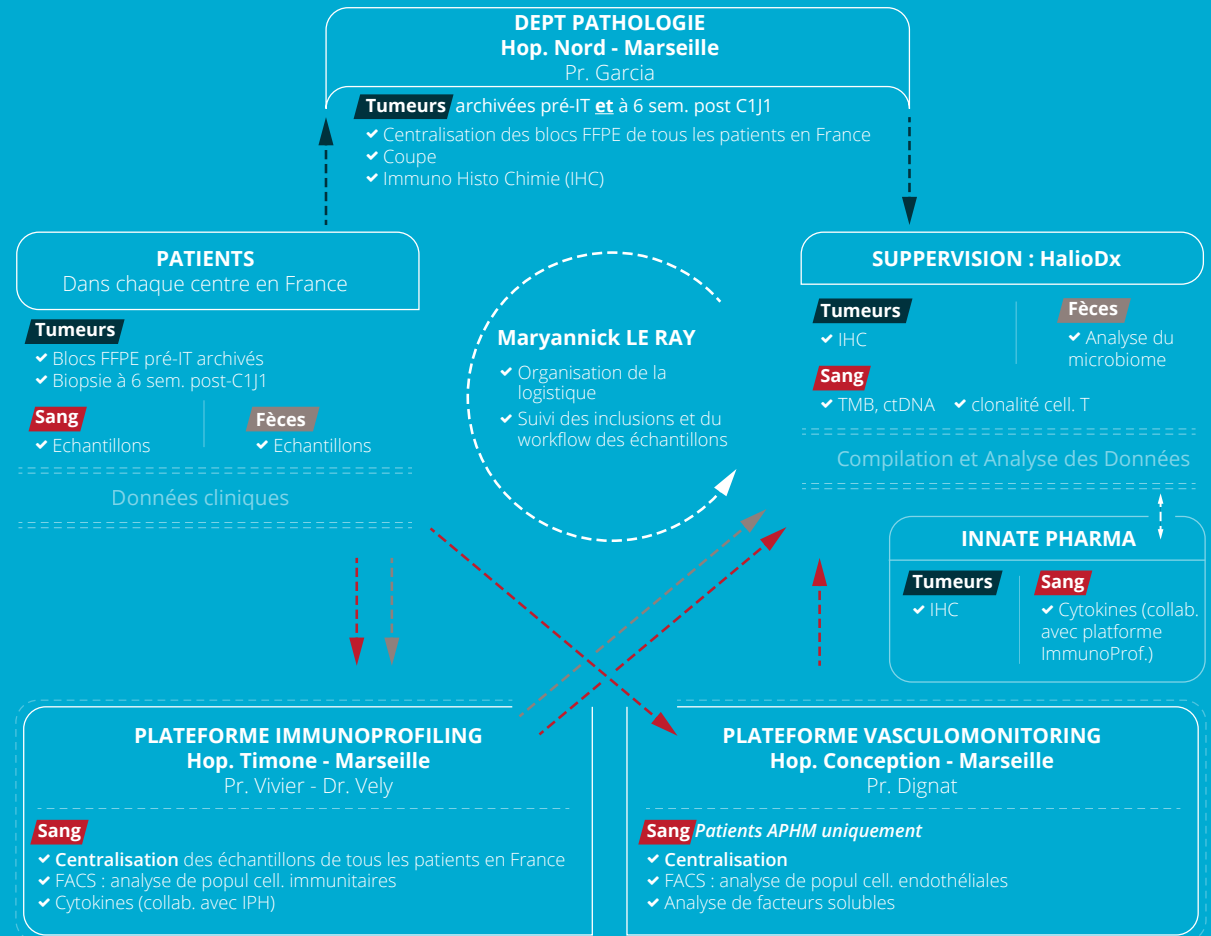 DEPT PATHOLOGIE
Hop. Nord - Marseille
Pr. Garcia
Tumeurs archivées pré-IT et à 6 sem. post C1J1
✔ Centralisation des blocs FFPE de tous les patients en France
✔ Coupe
✔ Immuno Histo Chimie (IHC)
PATIENTS
Dans chaque centre en France
Tumeurs
✔ Blocs FFPE pré-IT archivés
✔ Biopsie à 6 sem. post-C1J1
Sang
✔ Echantillons
Fèces
✔ Echantillons
Données cliniques
Maryannick LE RAY
✔ Organisation de la
logistique
✔ Suivi des inclusions et du
workflow des échantillons
SUPPERVISION : HalioDx
Tumeurs
✔ IHC
Fèces
✔ Analyse du
microbiome
Sang
✔ TMB, ctDNA ✔ clonalité cell. T
Compilation et Analyse des Données
INNATE PHARMA
Tumeurs
✔ IHC
Sang
✔ Cytokines (collab.
avec platforme
ImmunoProf.)
PLATEFORME IMMUNOPROFILING
Hop. Timone - Marseille
Pr. Vivier - Dr. Vely
Sang
✔ Centralisation des échantillons de tous les patients en France
✔ FACS : analyse de popul cell. immunitaires
✔ Cytokines (collab. avec IPH)
PLATEFORME VASCULOMONITORING
Hop. Conception - Marseille
Pr. Dignat
Sang Patients APHM uniquement
✔ Centralisation
✔ FACS : analyse de popul cell. endothéliales
✔ Analyse de facteurs solubles